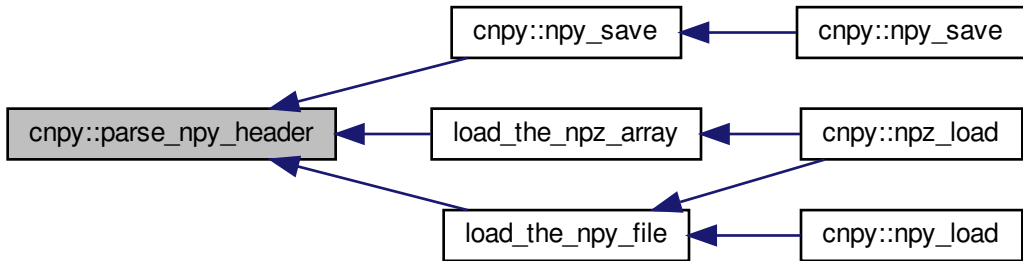 cnpy::npy_save
cnpy::npy_save
cnpy::parse_npy_header
load_the_npz_array
cnpy::npz_load
load_the_npy_file
cnpy::npy_load